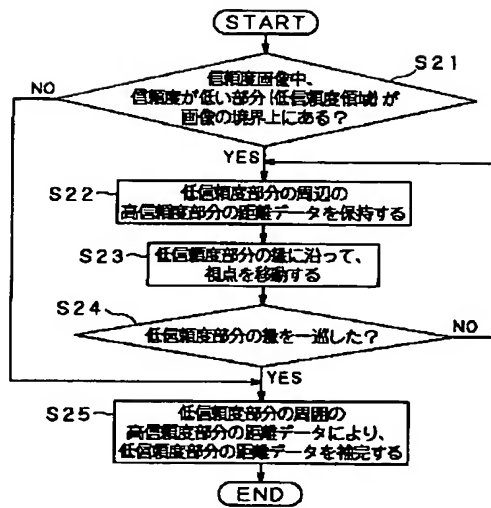 START
S21
信頼度画像中、
信頼度が低い部分(低信頼度領域)が
画像の境界上にある?
NO
YES
S22
低信頼度部分の周辺の
高信頼度部分の距離データを保持する
S23
低信頼度部分の縁に沿って、
視点を移動する
S24
低信頼度部分の縁を一巡した?
NO
YES
S25
低信頼度部分の周囲の
高信頼度部分の距離データにより、
低信頼度部分の距離データを補完する
END